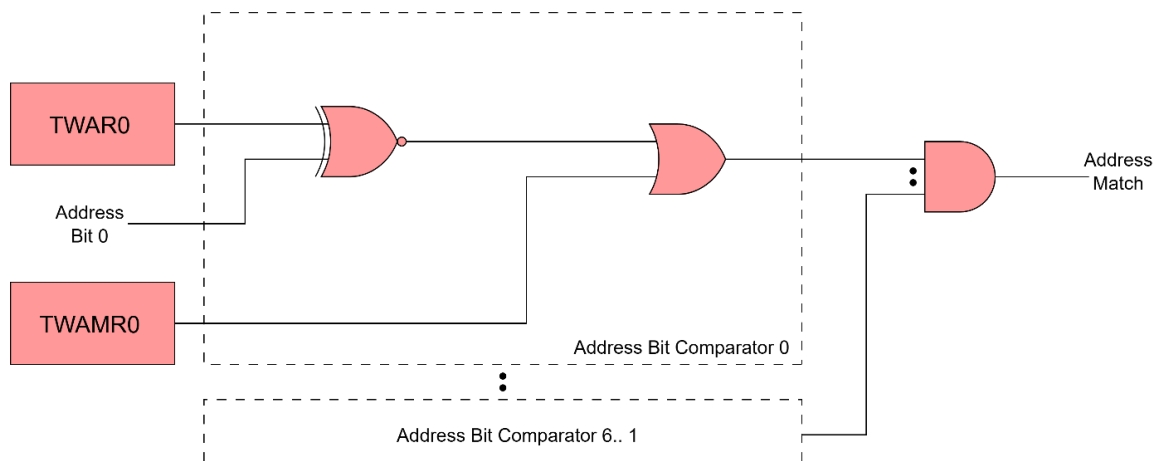 TWAR0
Address
Bit 0
TWAMR0
Address Bit Comparator 0
Address Bit Comparator 6.. 1
Address
Match